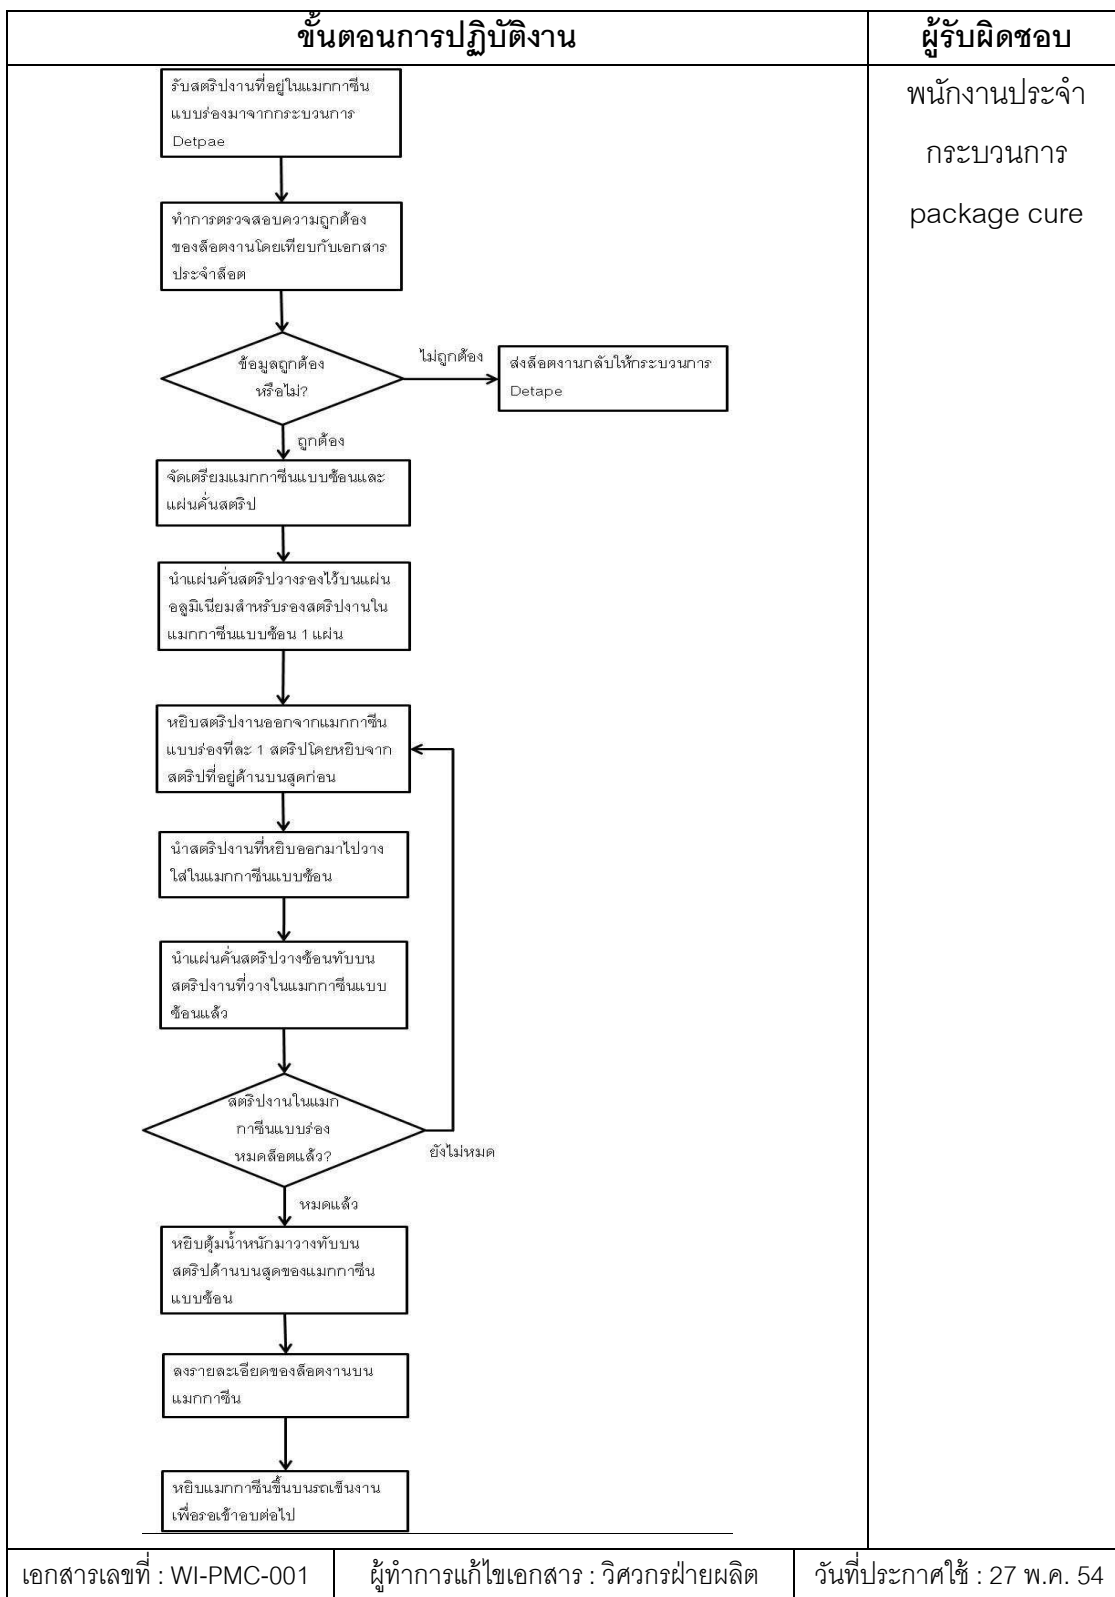 ขั้นตอนการปฏิบัติงาน
ผู้รับผิดชอบ
พนักงานประจำ
กระบวนการ
package cure
รับสตริปงานที่อยู่ในแมกกาซีน
แบบร่องมาจากกระบวนการ
Detpae
ทำการตรวจสอบความถูกต้อง
ของล็อตงานโดยเทียบกับเอกสาร
ประจำล็อต
ข้อมูลถูกต้อง
หรือไม่?
ไม่ถูกต้อง
ส่งล็อตงานกลับให้กระบวนการ
Detape
ถูกต้อง
จัดเตรียมแมกกาซีนแบบซ้อนและ
แผ่นคั่นสตริป
นำแผ่นคั่นสตริปวางรองไว้บนแผ่น
อลูมิเนียมสำหรับรองสตริปงานใน
แมกกาซีนแบบซ้อน 1 แผ่น
หยิบสตริปงานออกจากแมกกาซีน
แบบร่องทีละ 1 สตริปโดยหยิบจาก
สตริปที่อยู่ด้านบนสุดก่อน
นำสตริปงานที่หยิบออกมาไปวาง
ใส่ในแมกกาซีนแบบซ้อน
นำแผ่นคั่นสตริปวางซ้อนทับบน
สตริปงานที่วางในแมกกาซีนแบบ
ซ้อนแล้ว
สตริปงานในแมก
กาซีนแบบร่อง
หมดล็อตแล้ว?
ยังไม่หมด
หมดแล้ว
หยิบตุ้มน้ำหนักมาวางทับบน
สตริปด้านบนสุดของแมกกาซีน
แบบซ้อน
ลงรายละเอียดของล็อตงานบน
แมกกาซีน
หยิบแมกกาซีนขึ้นบนรถเข็นงาน
เพื่อรอเข้าอบต่อไป
เอกสารเลขที่ : WI-PMC-001
ผู้ทำการแก้ไขเอกสาร : วิศวกรฝ่ายผลิต
วันที่ประกาศใช้ : 27 พ.ค. 54